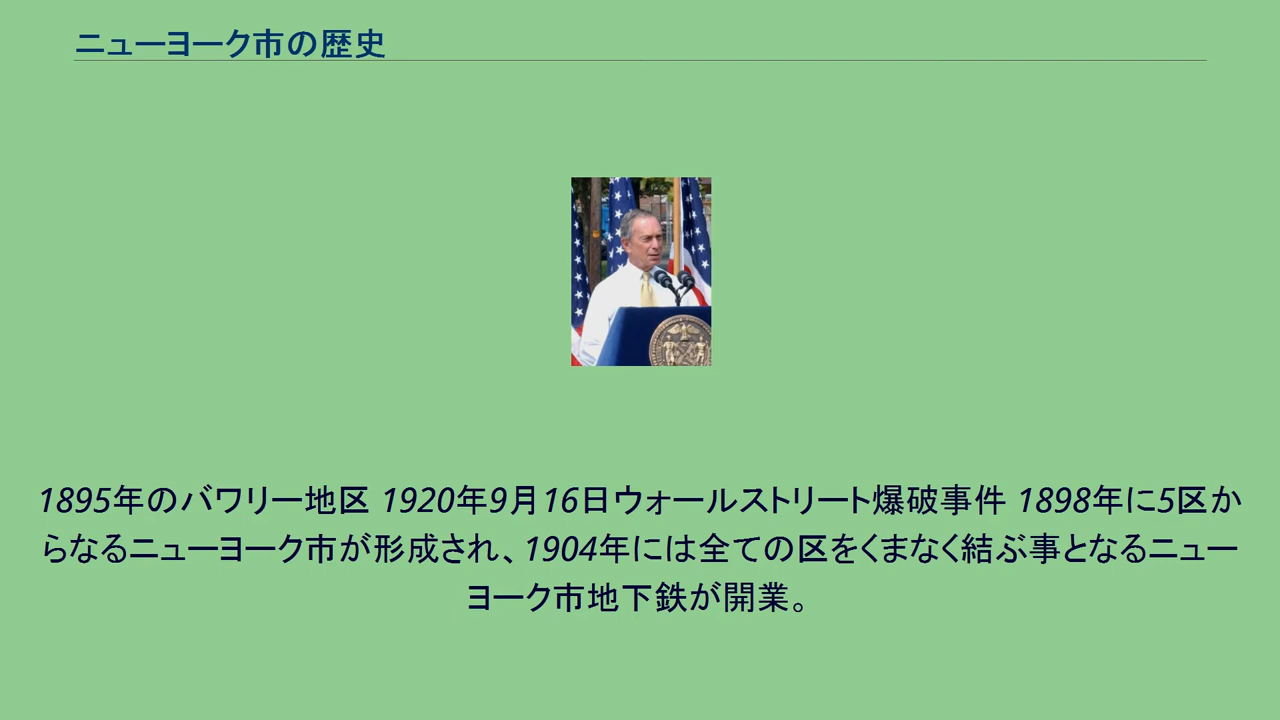 ニューヨーク市の歴史
1895年のバワリー地区 1920年9月16日ウォールストリート爆破事件 1898年に5区か
らなるニューヨーク市が形成され、1904年には全ての区をくまなく結ぶ事となるニュー
ヨーク市地下鉄が開業。